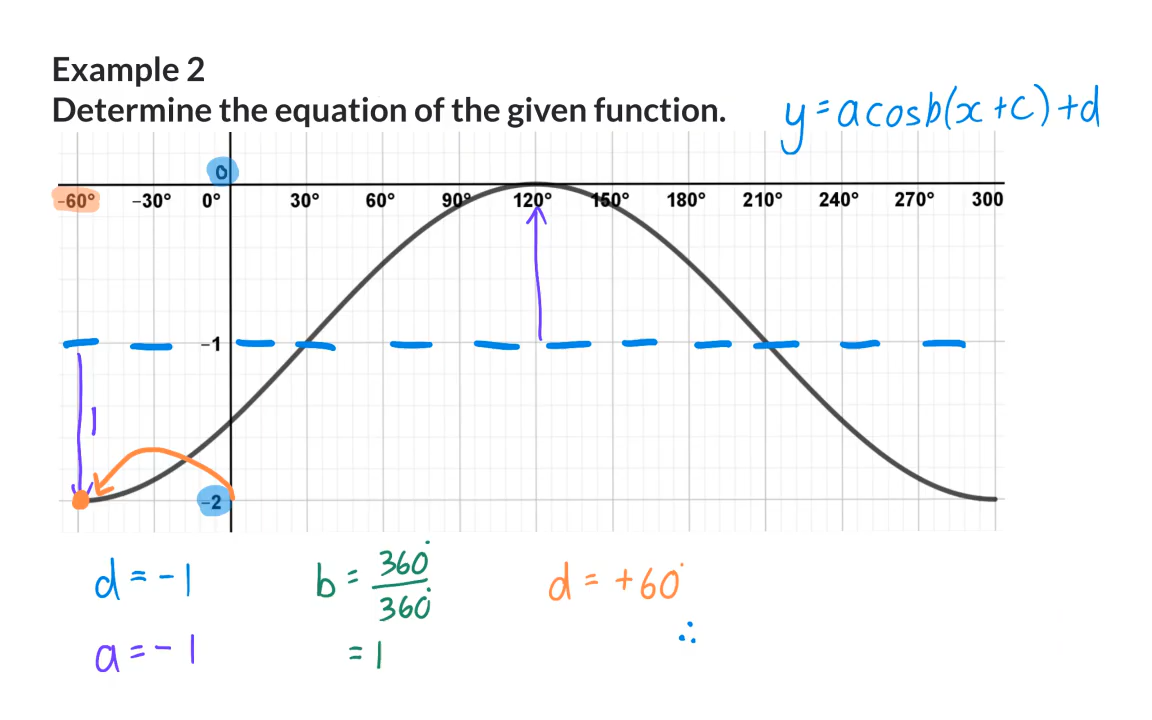 Example 2
Determine the equation of the given function.
y = a cos b(x + c) + d
0
-60° -30° 0° 30° 60° 90° 120° 150° 180° 210° 240° 270° 300
-1
1
-2
d = -1
b = 360°/360°
d = +60°
∴
a = -1
= 1